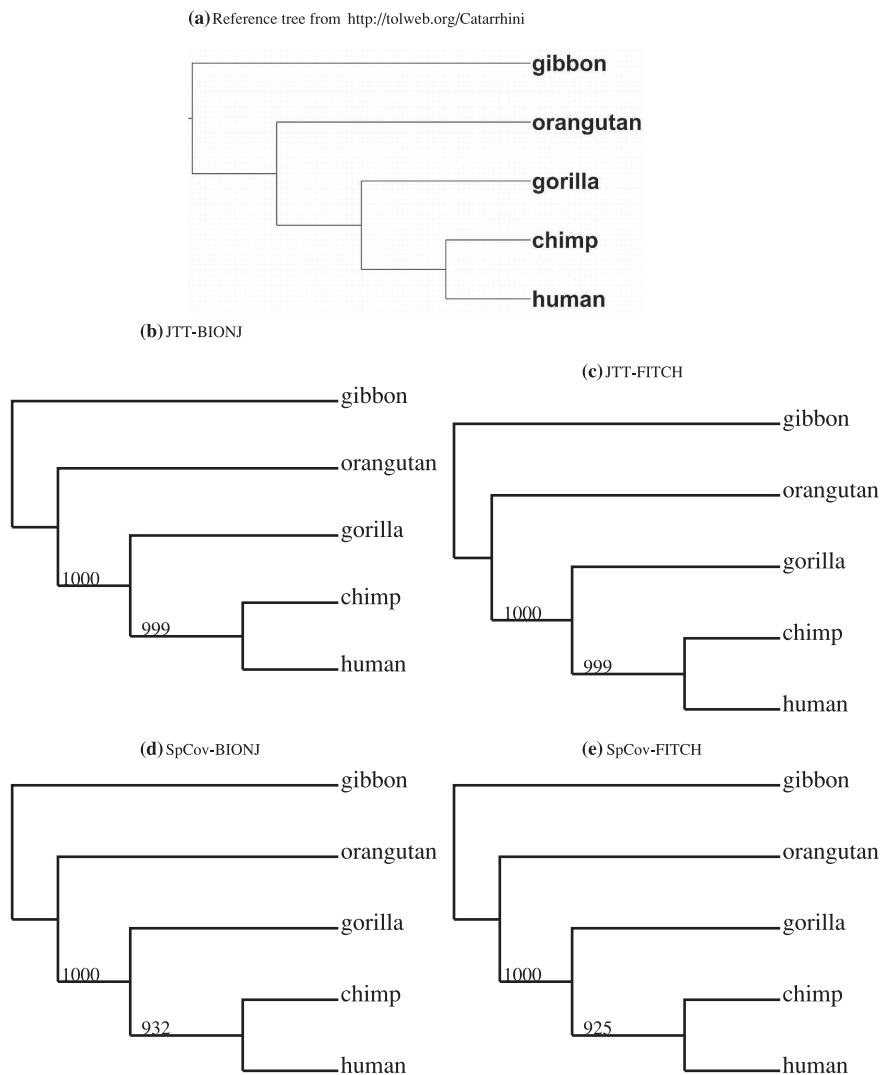 (a) Reference tree from http://tolweb.org/Catarrhini
gibbon
orangutan
gorilla
chimp
human
(b) JTT-BIONJ
gibbon
orangutan
gorilla
1000
chimp
999
human
(c) JTT-FITCH
gibbon
orangutan
gorilla
1000
chimp
999
human
(d) SpCov-BIONJ
gibbon
orangutan
gorilla
1000
chimp
932
human
(e) SpCov-FITCH
gibbon
orangutan
gorilla
1000
chimp
925
human